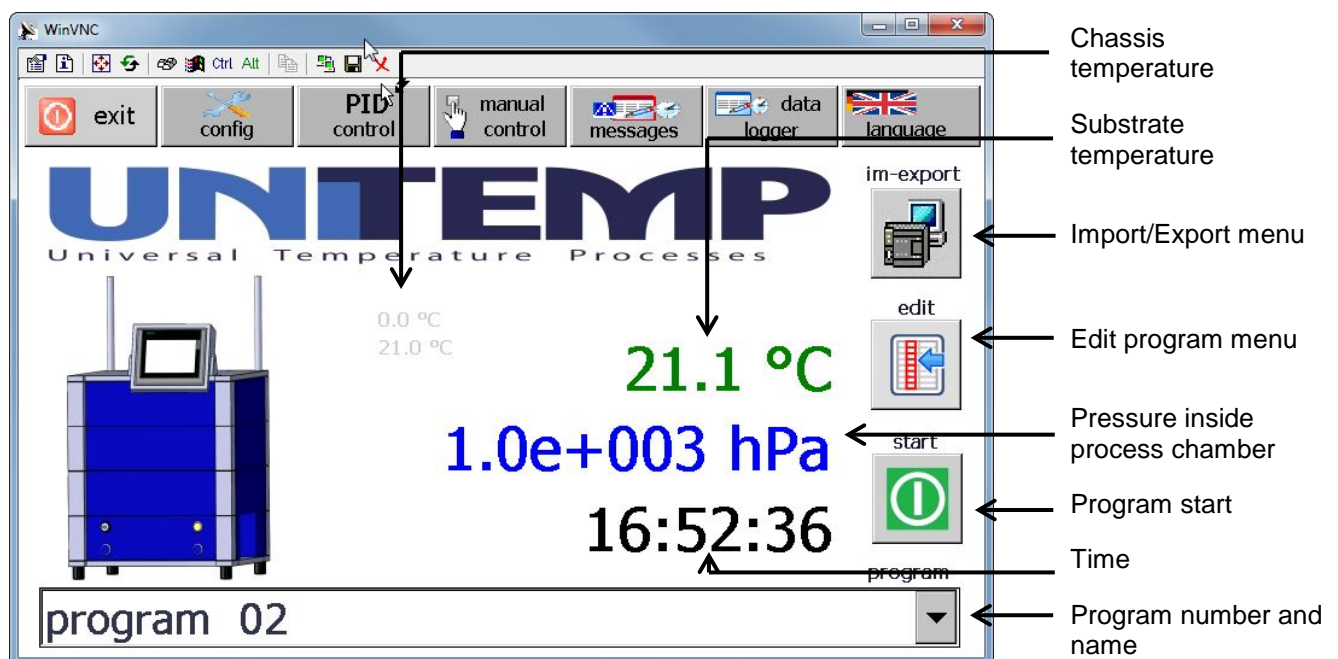 WinVNC
Ctrl Alt
exit
config
PID
control
manual
control
messages
data
logger
language
UNITEMP
Universal Temperature Processes
im-export
0.0 ºC
21.0 ºC
edit
21.1 °C
1.0e+003 hPa
start
16:52:36
program
program 02
Chassis
temperature
Substrate
temperature
Import/Export menu
Edit program menu
Pressure inside
process chamber
Program start
Time
Program number and
name